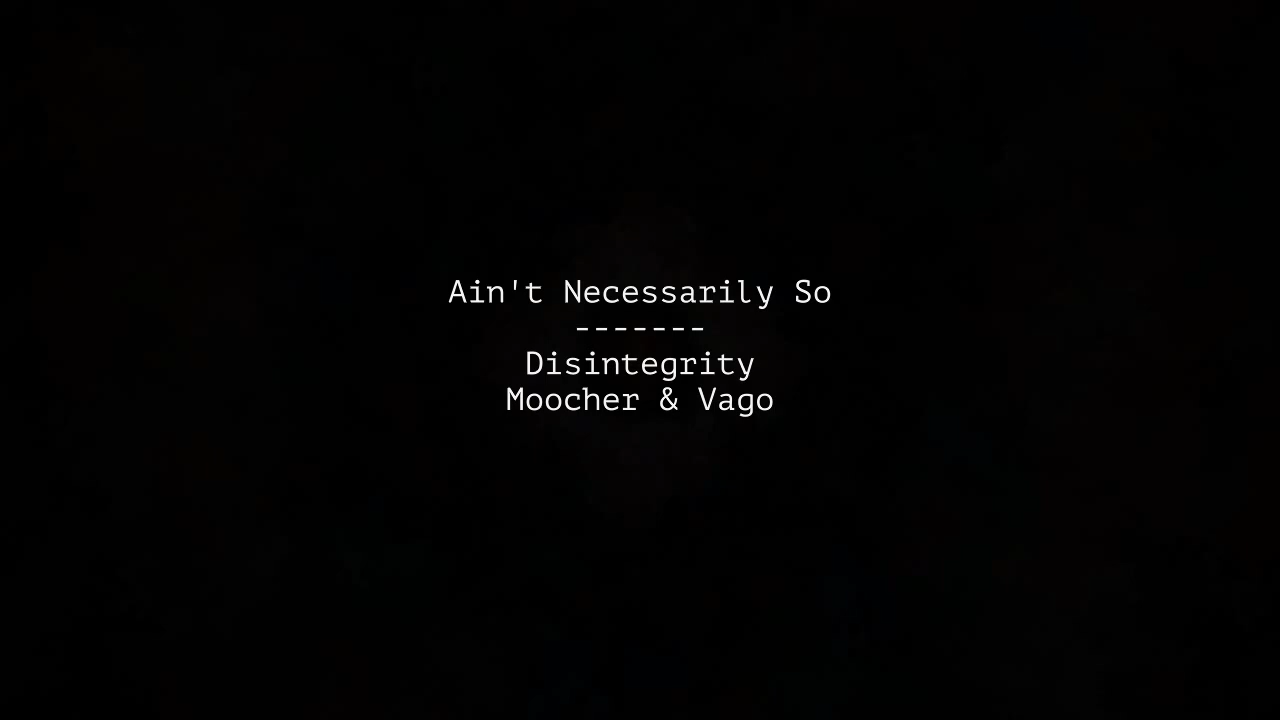 Ain't Necessarily So
-------
Disintegrity
Moocher & Vago